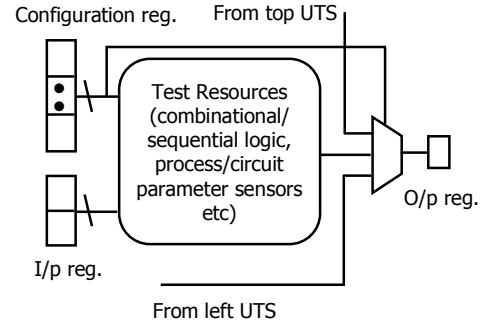 Configuration reg.
From top UTS
Test Resources
(combinational/
sequential logic,
process/circuit
parameter sensors
etc)
O/p reg.
I/p reg.
From left UTS